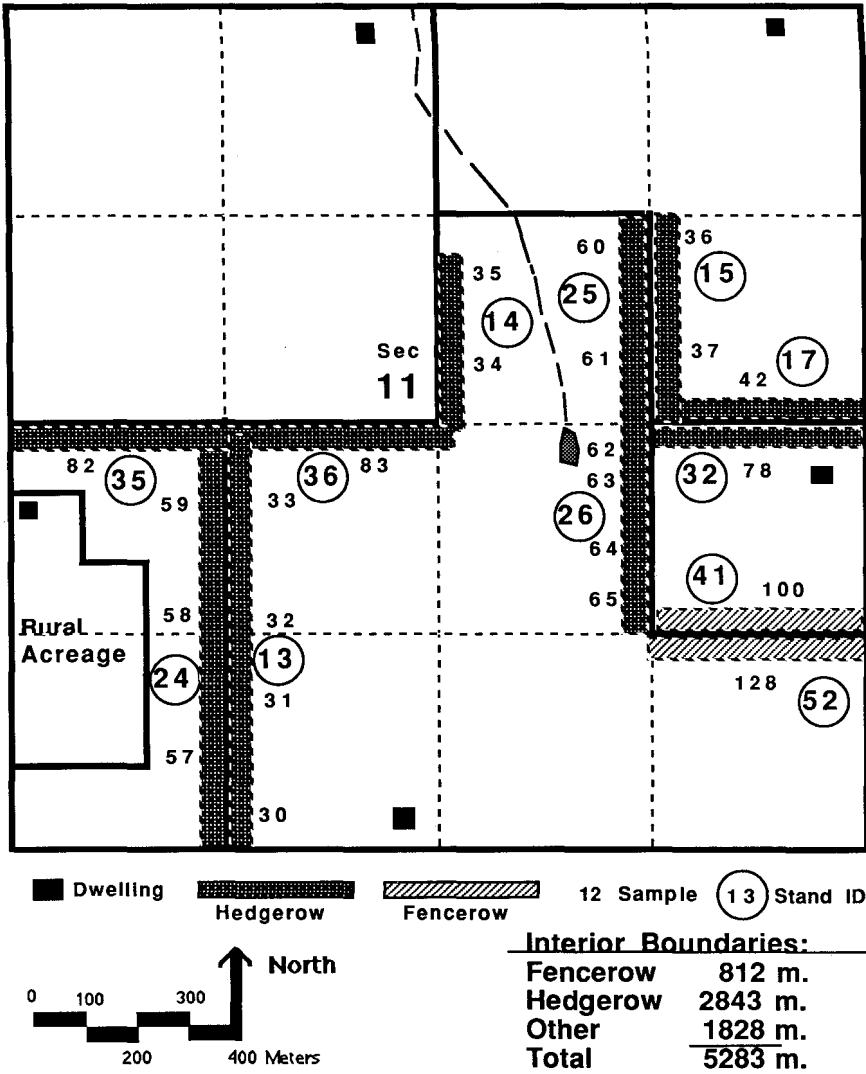 36
60
35
15
25
14
Sec
37
61
34
17
11
42
82
35
36
83
62
32
78
59
33
63
26
64
41
100
65
58
32
Rural
Acreage
13
24
31
128
52
57
30
Dwelling
Hedgerow
Fencerow
12 Sample
13
Stand ID
North
0 100 300
200 400 Meters
Interior Boundaries:
Fencerow 812 m.
Hedgerow 2843 m.
Other 1828 m.
Total 5283 m.